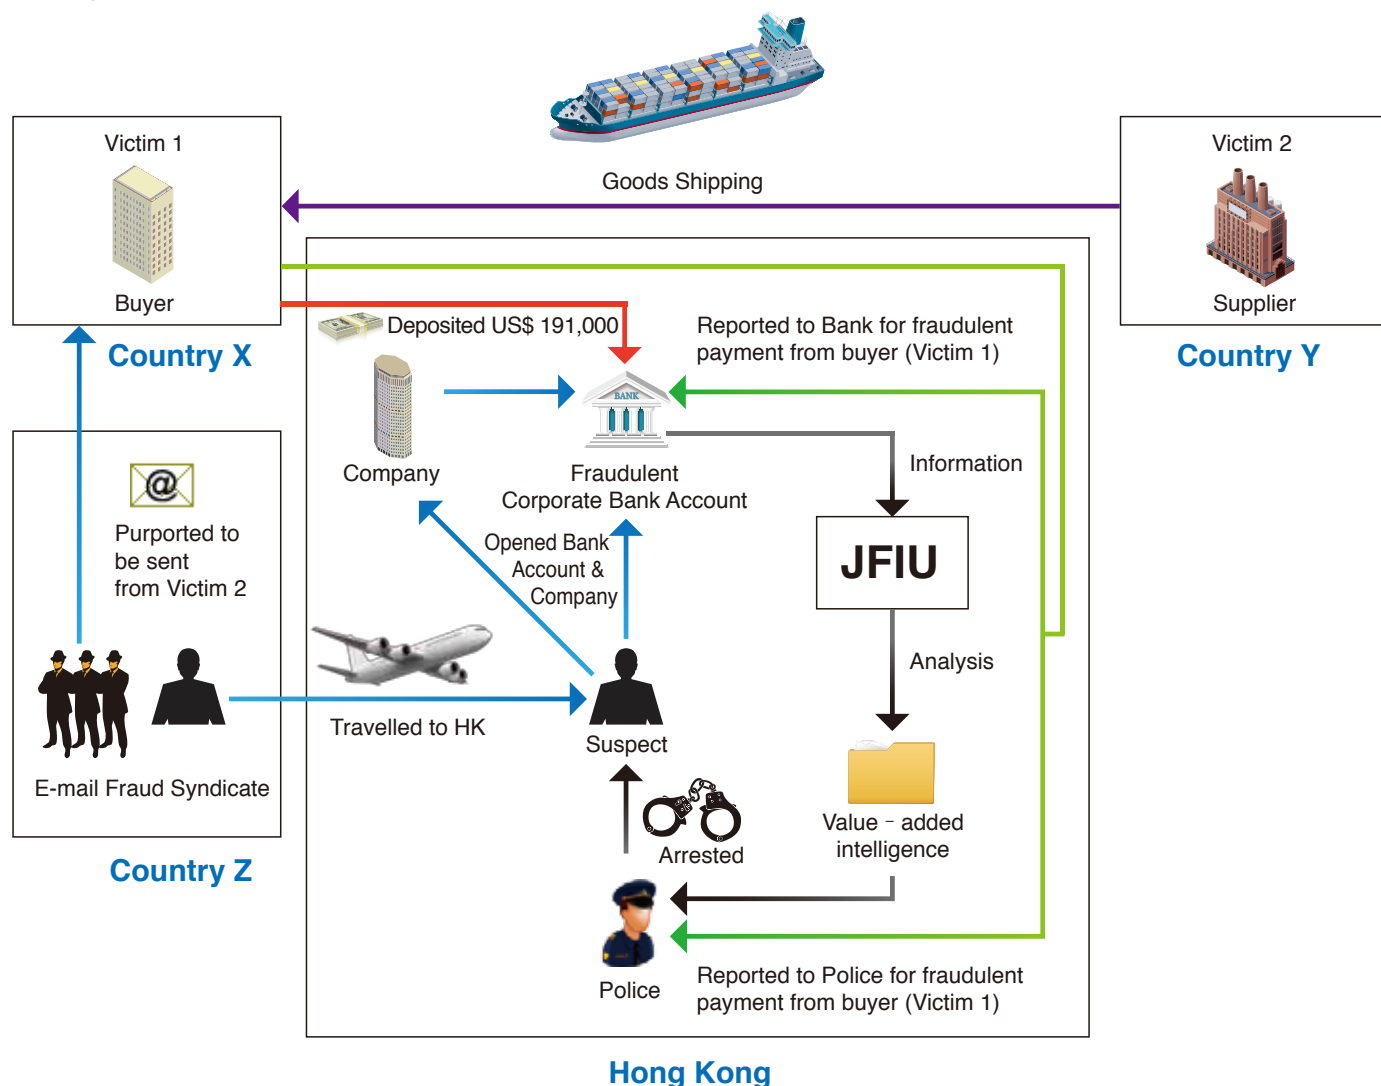 Victim 1
Buyer
Country X
Goods Shipping
Victim 2
Supplier
Country Y
Deposited US$ 191,000
Reported to Bank for fraudulent
payment from buyer (Victim 1)
BANK
Company
Fraudulent
Corporate Bank Account
Information
JFIU
Opened Bank
Account &
Company
@
Purported to
be sent
from Victim 2
E-mail Fraud Syndicate
Country Z
Travelled to HK
Suspect
Analysis
Value – added
intelligence
Arrested
Police
Reported to Police for fraudulent
payment from buyer (Victim 1)
Hong Kong